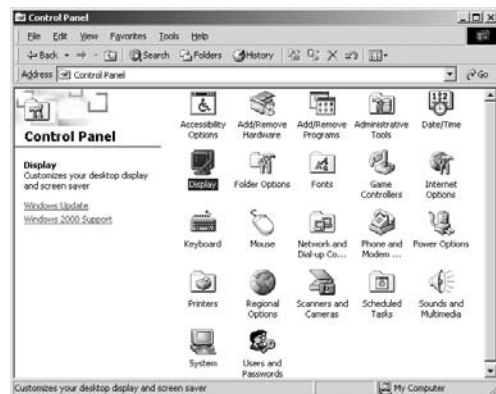 Control Panel
File Edit View Favorites Tools Help
Back Search Folders History
Address Control Panel Go
Control Panel
Display
Customizes your desktop display
and screen saver
Windows Update
Windows 2000 Support
Accessibility
Options
Add/Remove
Hardware
Add/Remove
Programs
Administrative
Tools
Date/Time
Display
Folder Options
Fonts
Game
Controllers
Internet
Options
Keyboard
Mouse
Network and
Dial-up Co...
Phone and
Modem ...
Power Options
Printers
Regional
Options
Scanners and
Cameras
Scheduled
Tasks
Sounds and
Multimedia
System
Users and
Passwords
Customizes your desktop display and screen saver
My Computer